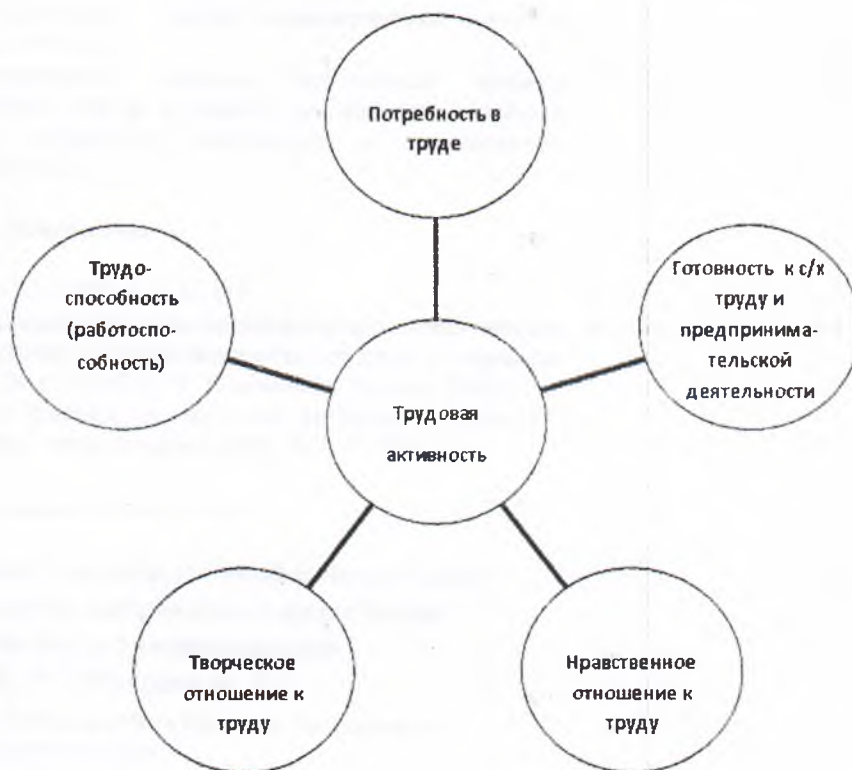 Потребность в
труде
Трудо-
способность
(работоспо-
собность)
Готовность к с/х
труду и
предпринима-
тельской
деятельности
Трудовая
активность
Творческое
отношение к
труду
Нравственное
отношение к
труду